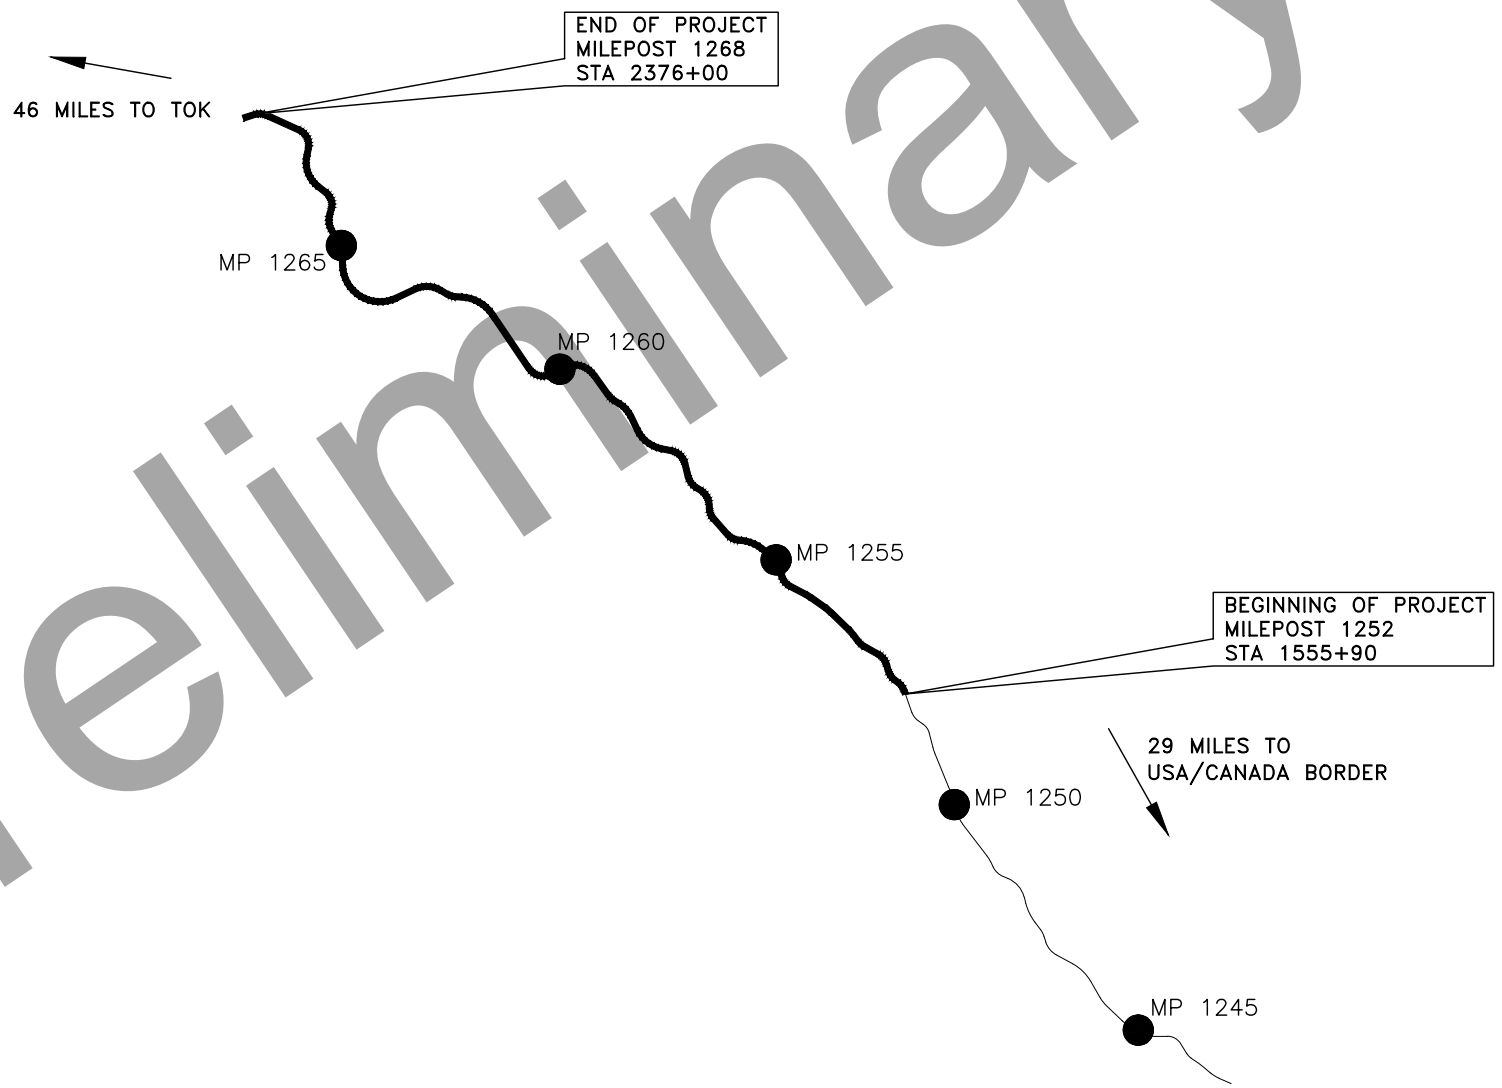 END OF PROJECT
MILEPOST 1268
STA 2376+00
46 MILES TO TOK
MP 1265
MP 1260
MP 1255
BEGINNING OF PROJECT
MILEPOST 1252
STA 1555+90
29 MILES TO
USA/CANADA BORDER
MP 1250
MP 1245
reliminary